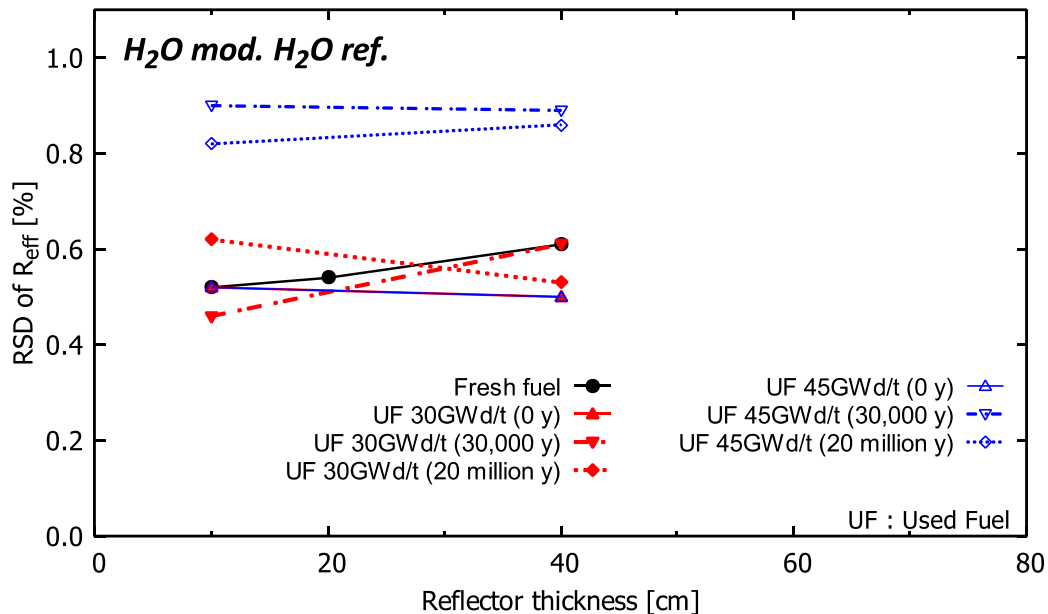 H₂O mod. H₂O ref.
RSD of R_eff [%]
1.0
0.8
0.6
0.4
0.2
0.0
Fresh fuel
UF 30GWd/t (0 y)
UF 30GWd/t (30,000 y)
UF 30GWd/t (20 million y)
UF 45GWd/t (0 y)
UF 45GWd/t (30,000 y)
UF 45GWd/t (20 million y)
UF : Used Fuel
0 20 40 60 80
Reflector thickness [cm]